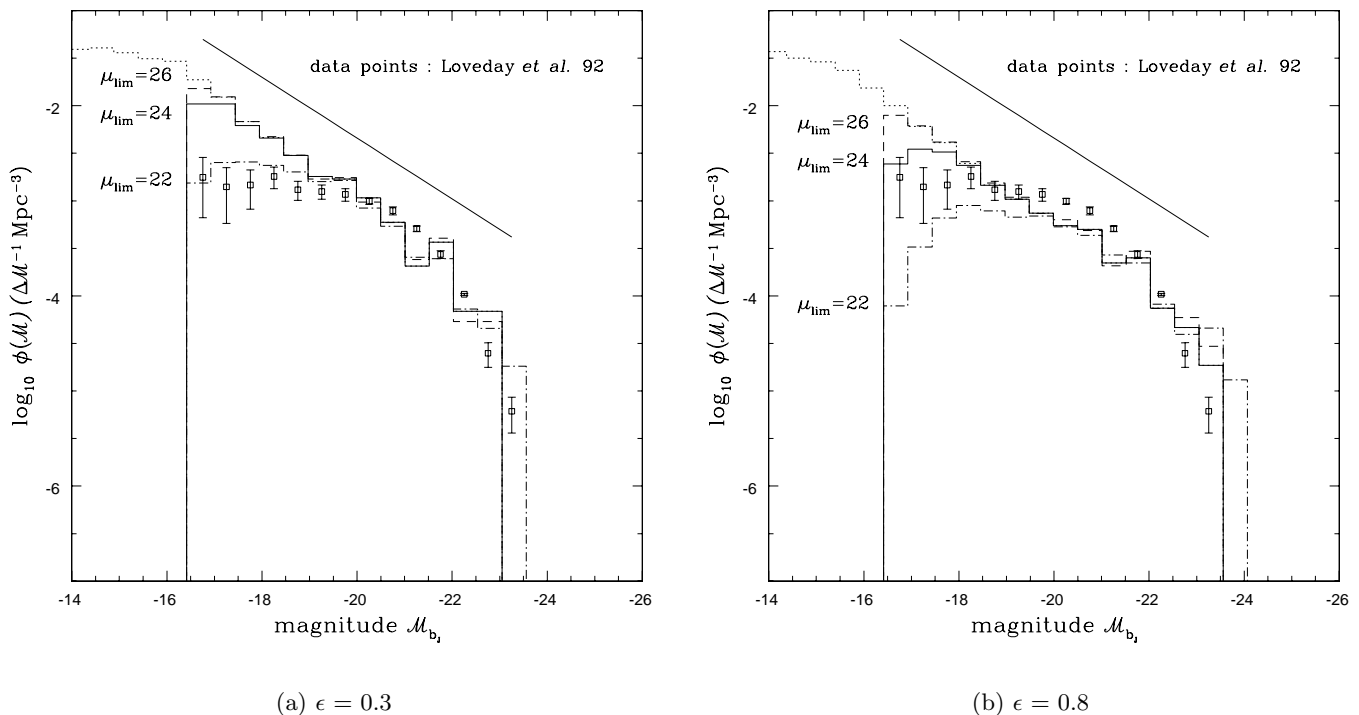 data points : Loveday et al. 92
μlim=26
μlim=24
μlim=22
-2
-4
-6
log10 φ(ℳ) (Δℳ−1 Mpc−3)
-14 -16 -18 -20 -22 -24 -26
magnitude ℳbJ
(a) ϵ = 0.3
data points : Loveday et al. 92
μlim=26
μlim=24
μlim=22
-2
-4
-6
log10 φ(ℳ) (Δℳ−1 Mpc−3)
-14 -16 -18 -20 -22 -24 -26
magnitude ℳbJ
(b) ϵ = 0.8